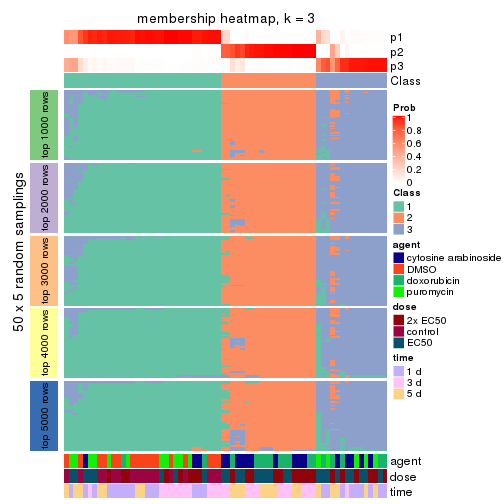 membership heatmap, k = 3
p1
p2
p3
Class
50 x 5 random samplings
top 1000 rows
top 2000 rows
top 3000 rows
top 4000 rows
top 5000 rows
agent
dose
time
Prob
1
0.8
0.6
0.4
0.2
0
Class
1
2
3
agent
cytosine arabinoside
DMSO
doxorubicin
puromycin
dose
2x EC50
control
EC50
time
1 d
3 d
5 d